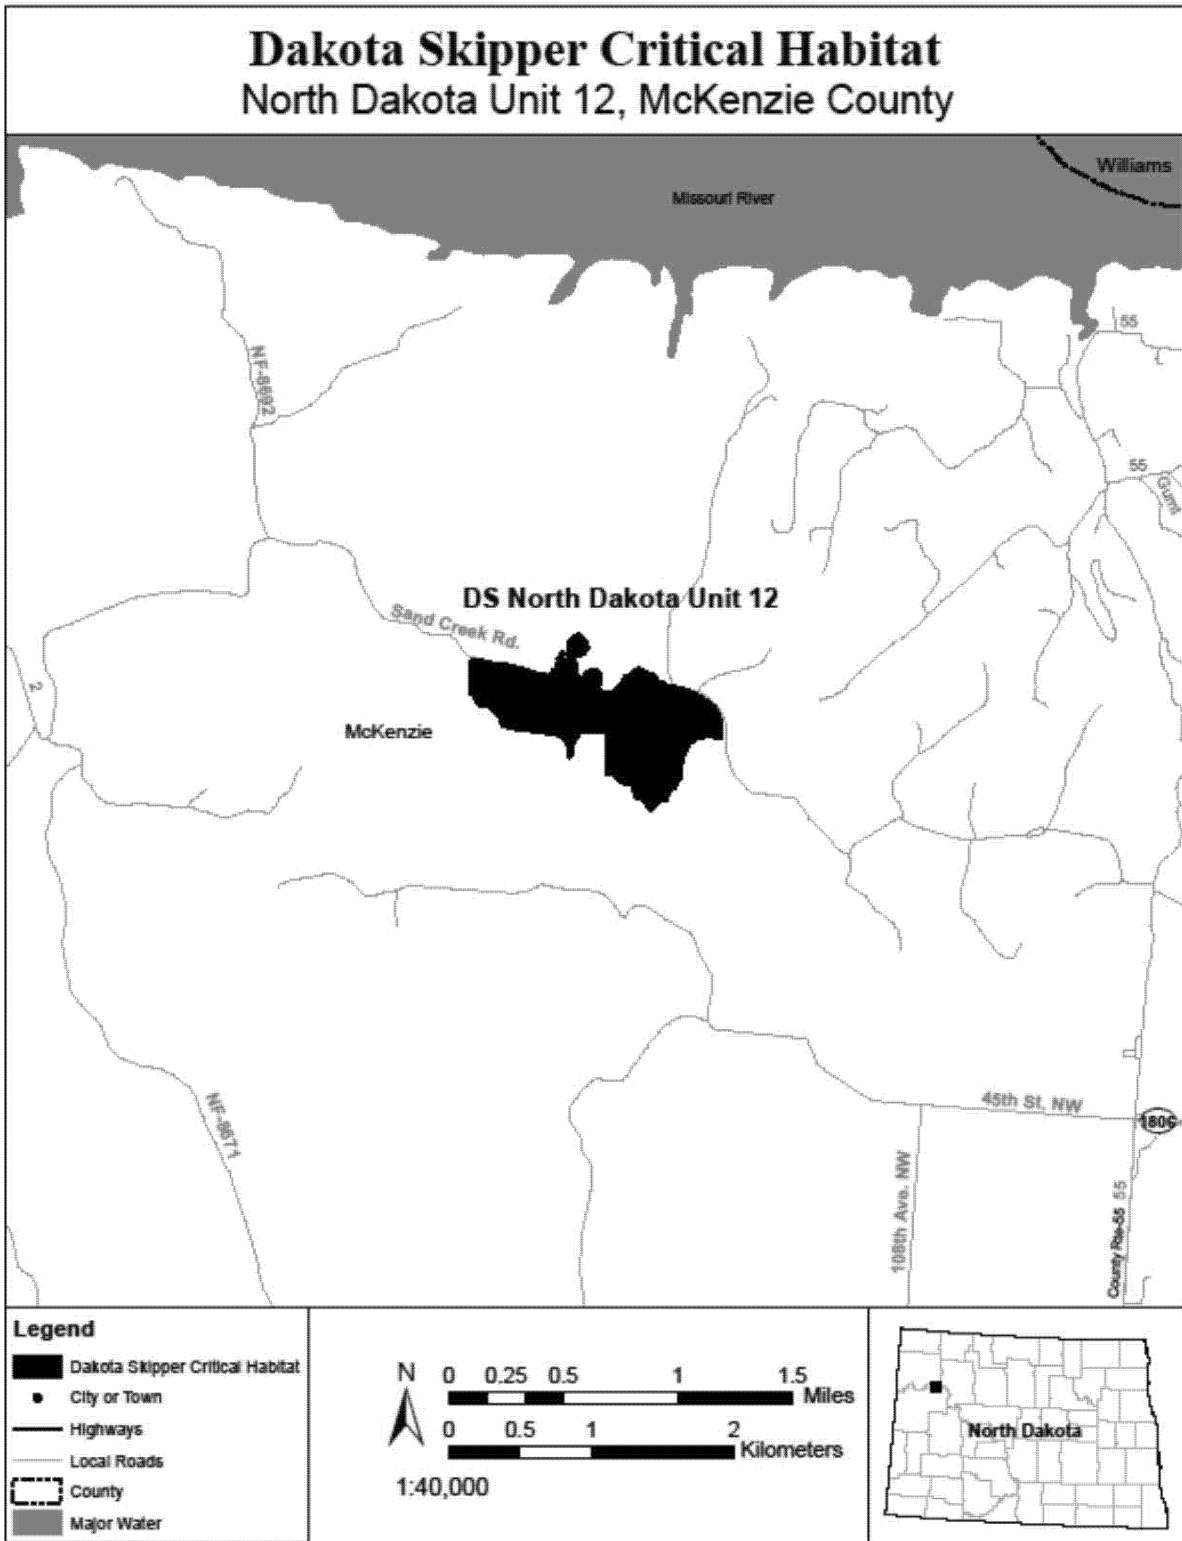 Dakota Skipper Critical Habitat
North Dakota Unit 12, McKenzie County
Williams
Missouri River
55
NF-8692
55
DS North Dakota Unit 12
Sand Creek Rd.
2
McKenzie
45th St. NW
1806
NF-8671
108th Ave. NW
County Rte-55 55
Legend
Dakota Skipper Critical Habitat
City or Town
Highways
Local Roads
County
Major Water
N
0 0.25 0.5 1 1.5
Miles
0 0.5 1 2
Kilometers
1:40,000
North Dakota